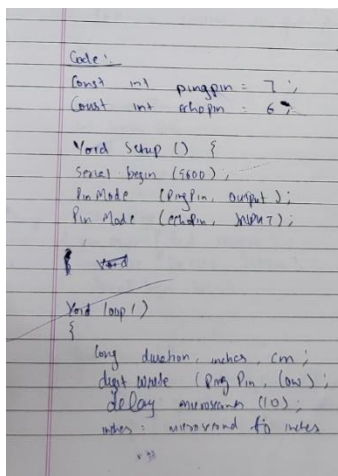 Code:-
Const int pingpin = 7 ;
Const int echopin = 6 ;
Void Setup () {
Serial begin (9600) ;
Pin Mode (PingPin, output) ;
Pin Mode (echoPin, INPUT) ;
}
Void
Void loop ()
{
long duration, inches, cm ;
digit write (Ping Pin, low) ;
delay microseconds (10) ;
inches = to inches